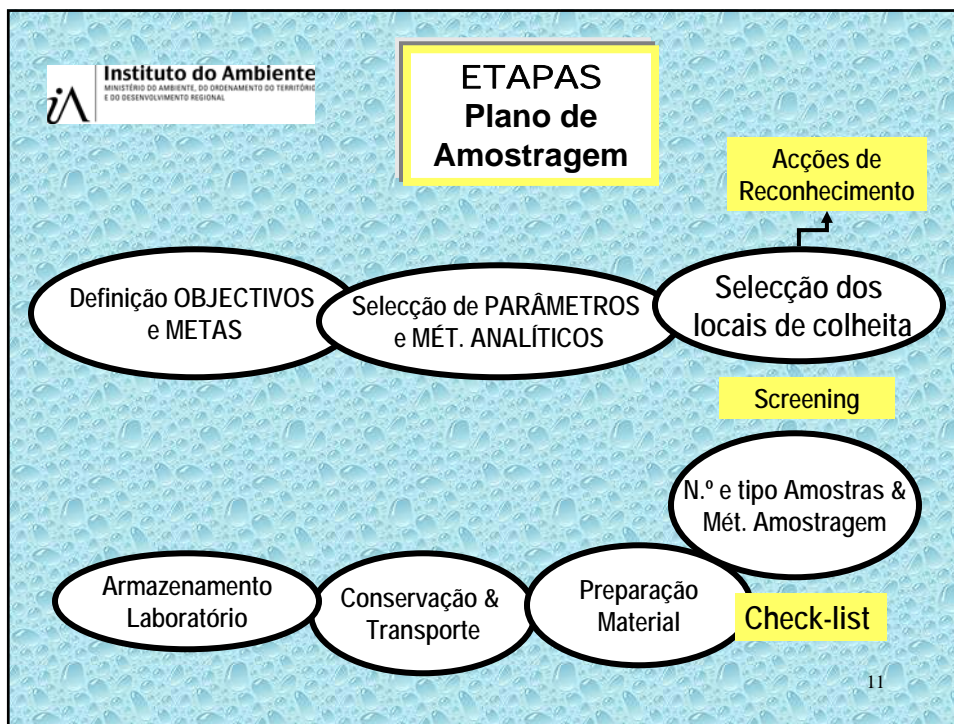 Instituto do Ambiente
MINISTÉRIO DO AMBIENTE, DO ORDENAMENTO DO TERRITÓRIO
E DO DESENVOLVIMENTO REGIONAL
iA
ETAPAS
Plano de
Amostragem
Acções de
Reconhecimento
Definição OBJECTIVOS
e METAS
Selecção de PARÂMETROS
e MÉT. ANALÍTICOS
Selecção dos
locais de colheita
Screening
N.º e tipo Amostras &
Mét. Amostragem
Armazenamento
Laboratório
Conservação &
Transporte
Preparação
Material
Check-list
11